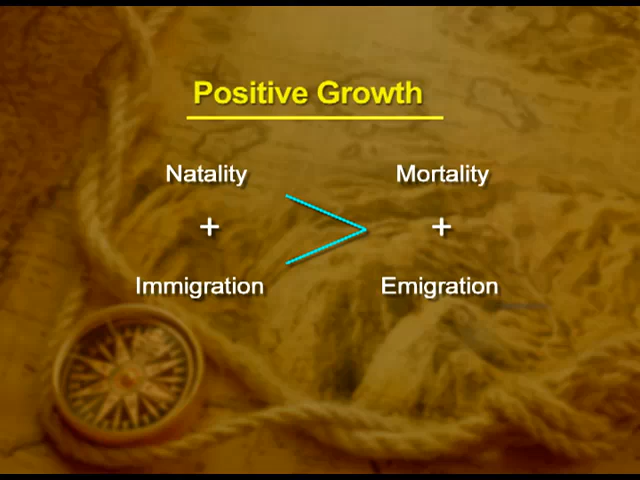 Positive Growth
Natality Mortality
+ > +
Immigration Emigration